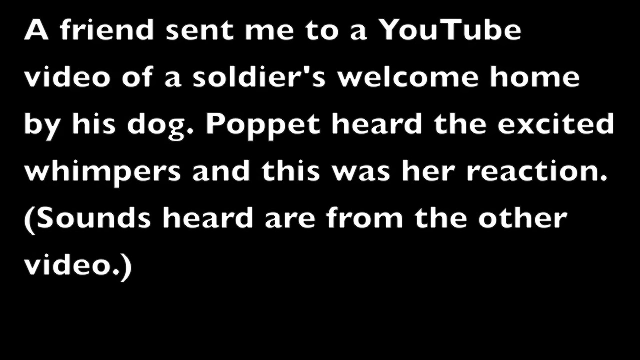 A friend sent me to a YouTube
video of a soldier's welcome home
by his dog. Poppet heard the excited
whimpers and this was her reaction.
(Sounds heard are from the other
video.)